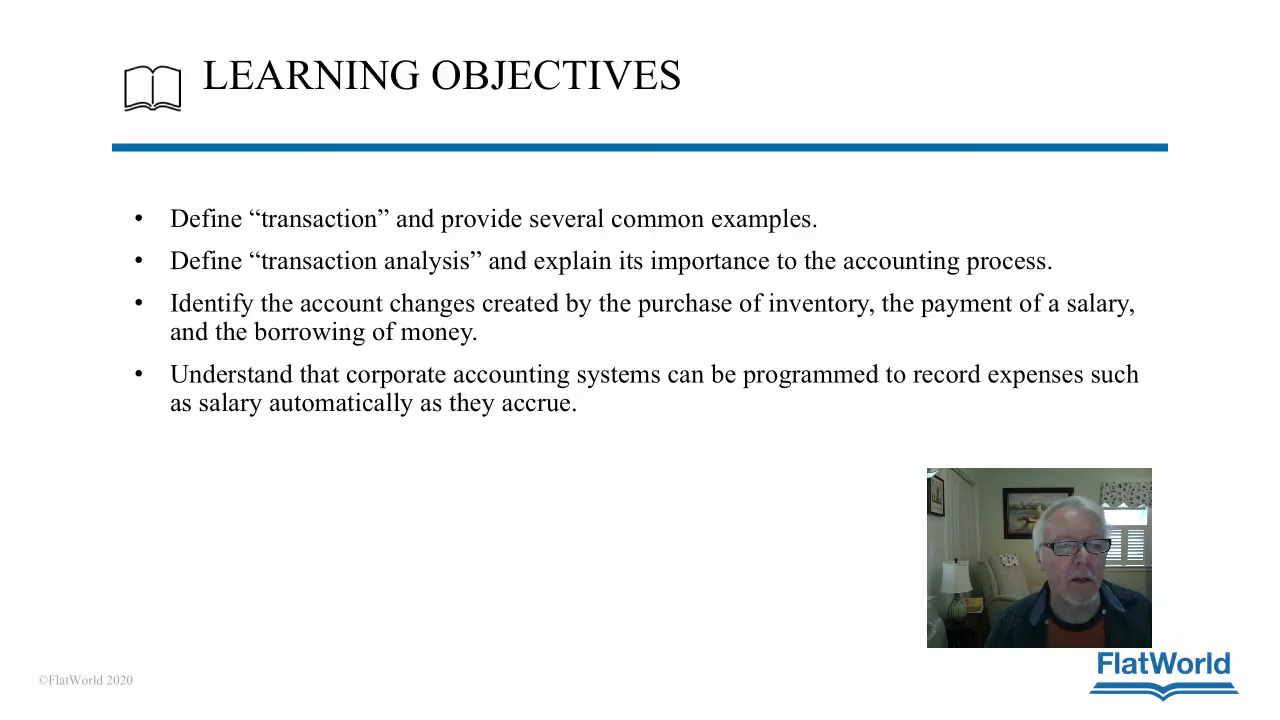 LEARNING OBJECTIVES
• Define “transaction” and provide several common examples.
• Define “transaction analysis” and explain its importance to the accounting process.
• Identify the account changes created by the purchase of inventory, the payment of a salary,
and the borrowing of money.
• Understand that corporate accounting systems can be programmed to record expenses such
as salary automatically as they accrue.
©FlatWorld 2020
FlatWorld